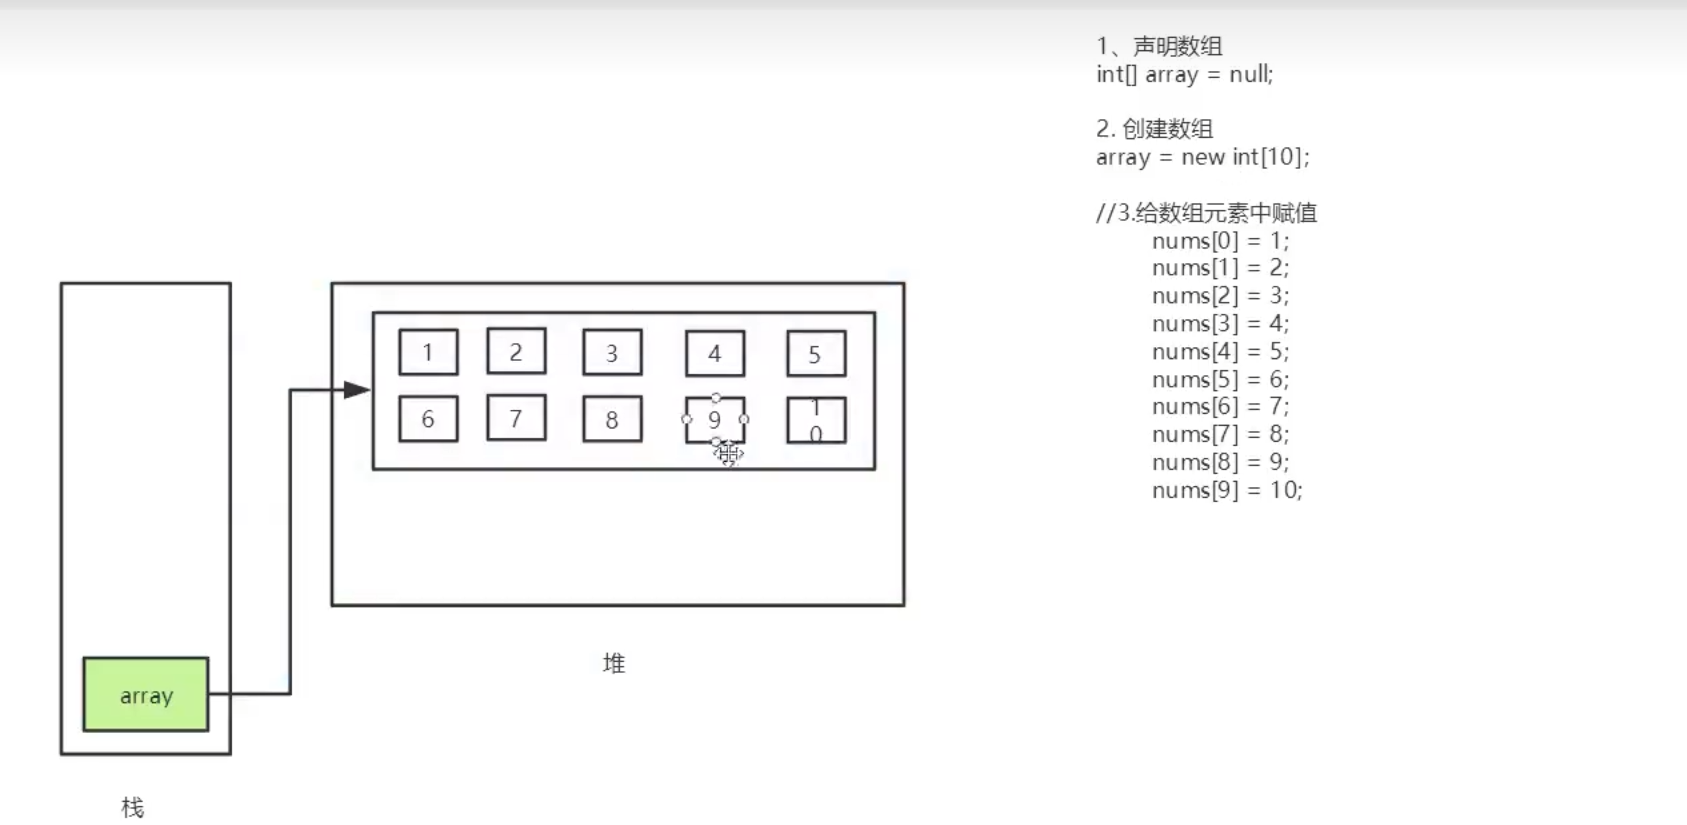 1、声明数组
int[] array = null;
2. 创建数组
array = new int[10];
//3.给数组元素中赋值
nums[0] = 1;
nums[1] = 2;
nums[2] = 3;
nums[3] = 4;
nums[4] = 5;
nums[5] = 6;
nums[6] = 7;
nums[7] = 8;
nums[8] = 9;
nums[9] = 10;
1 2 3 4 5
6 7 8 9 10
堆
array
栈